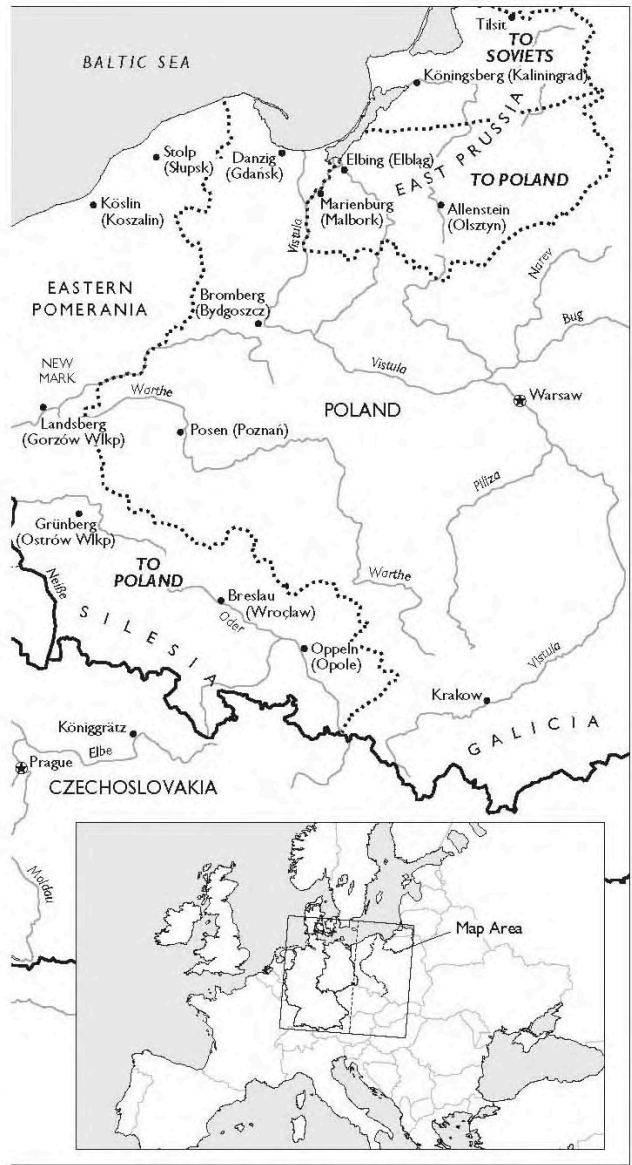 Tilsit
TO
SOVIETS
BALTIC SEA
Köningsberg (Kaliningrad)
EAST PRUSSIA
Stolp
(Słupsk)
Danzig
(Gdańsk)
Elbing (Elbląg)
TO POLAND
Köslin
(Koszalin)
Marienburg
(Malbork)
Allenstein
(Olsztyn)
Vistula
Narev
EASTERN
POMERANIA
Bromberg
(Bydgoszcz)
Bug
NEW
MARK
Vistula
Warthe
Warsaw
POLAND
Landsberg
(Gorzów Wlkp)
Posen (Poznań)
Piliza
Grünberg
(Ostrów Wlkp)
TO
POLAND
Warthe
Neiße
Breslau
(Wrocław)
Oder
SILESIA
Oppeln
(Opole)
Vistula
Krakow
GALICIA
Königgrätz
Elbe
Prague
CZECHOSLOVAKIA
Moldau
Map Area